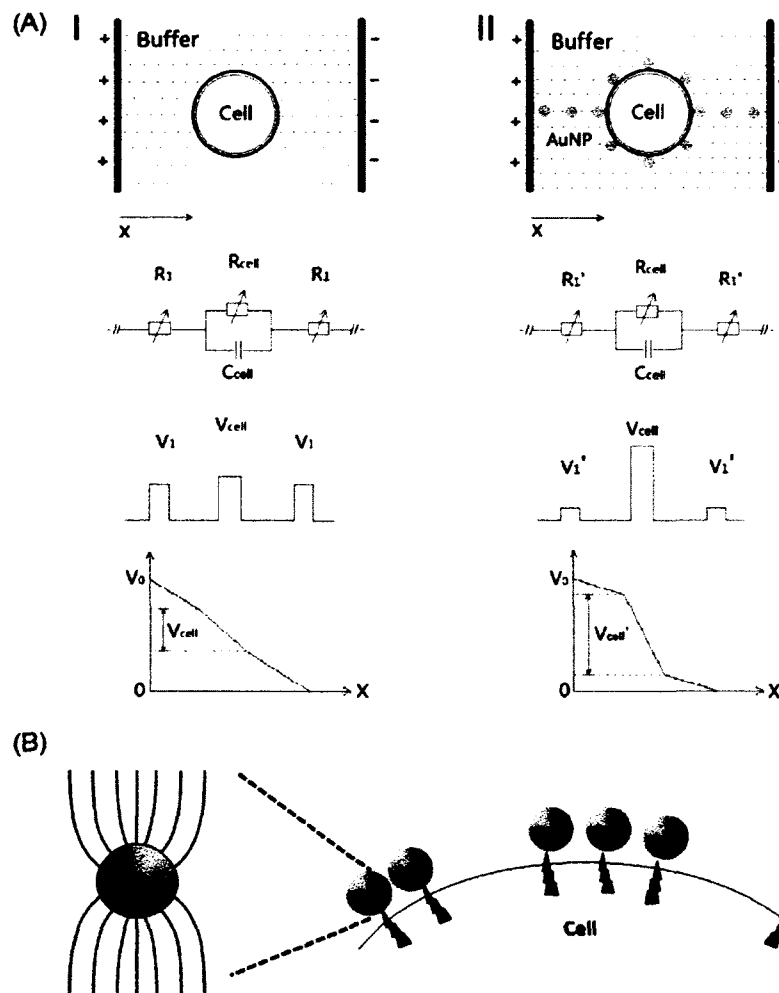 (A) I II
Buffer Buffer
+ - +
+ - +
Cell Cell
+ - AuNP +
+ - +
X X
R1 Rcell R1 R1' Rcell R1'
Ccell Ccell
V1 Vcell V1 V1' Vcell V1'
V0 V0
Vcell Vcell'
0 X 0 X
(B)
Cell